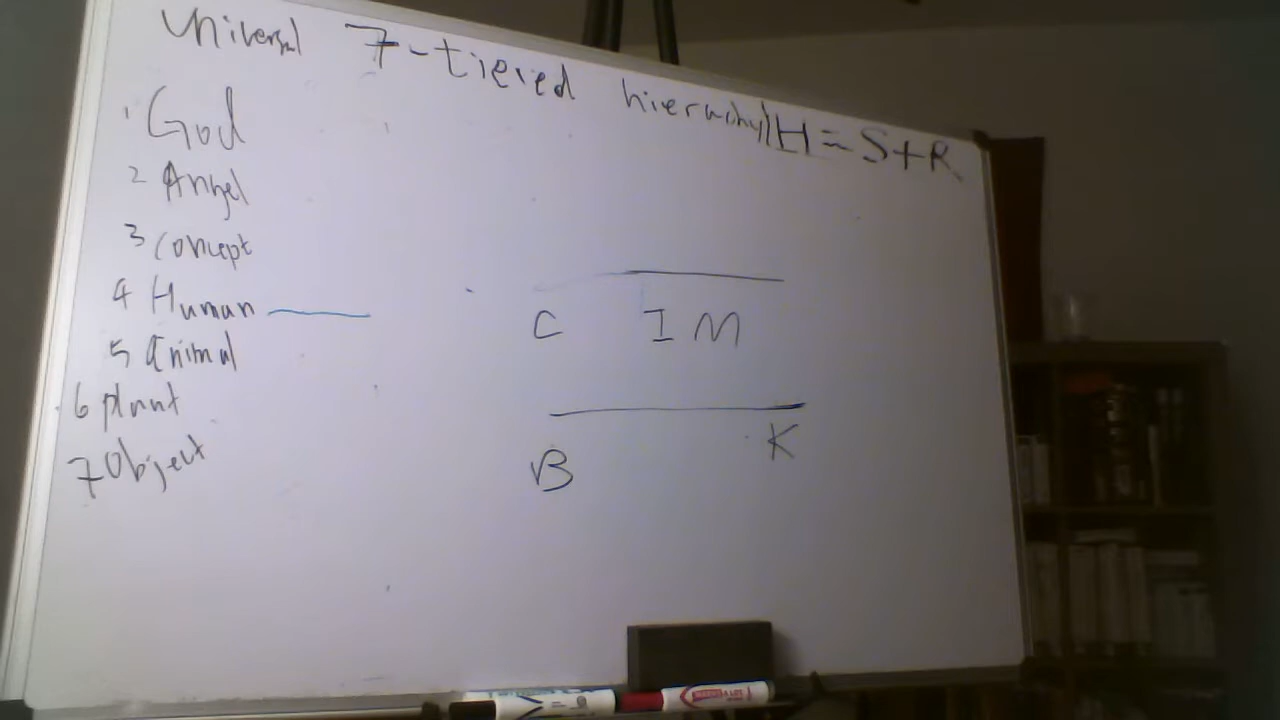 Universal 7-tiered hierarchy H = S+R
1 God
2 Angel
3 concept
4 Human
5 Animal
6 plant
7 Object
C I M
B K